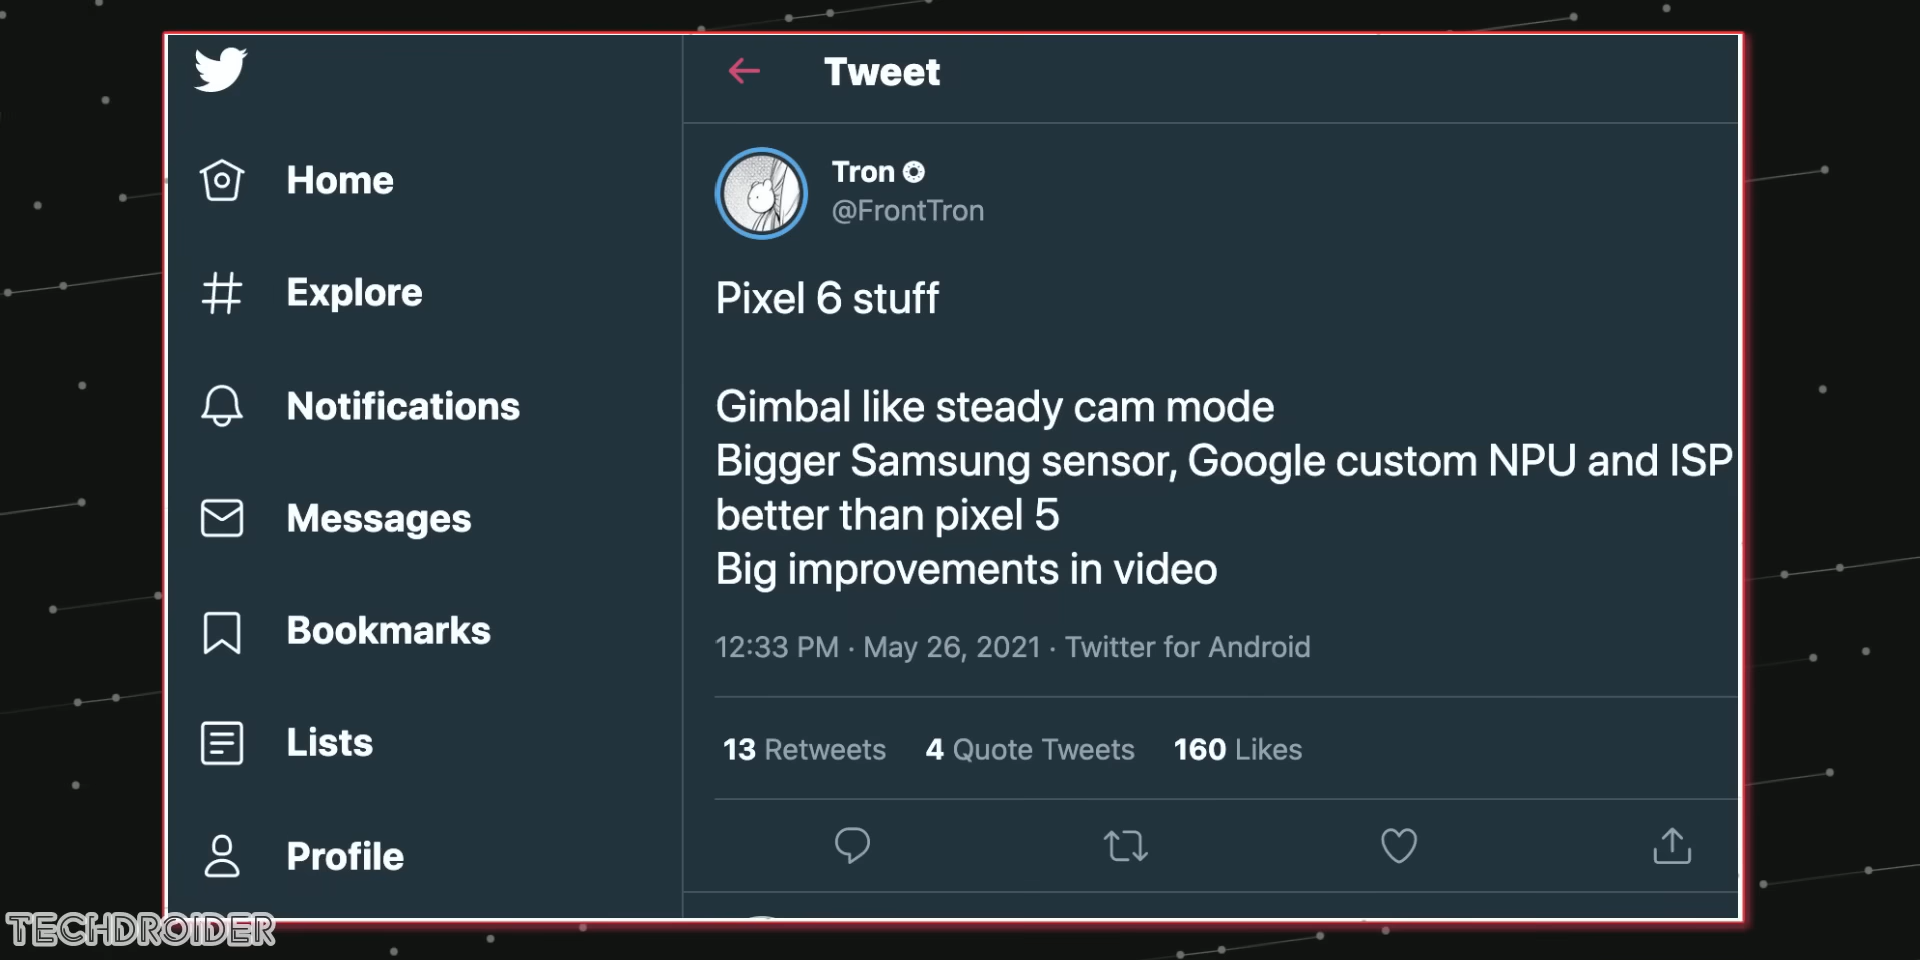 Tweet
Home
Explore
Notifications
Messages
Bookmarks
Lists
Profile
Tron
@FrontTron
Pixel 6 stuff
Gimbal like steady cam mode
Bigger Samsung sensor, Google custom NPU and ISP
better than pixel 5
Big improvements in video
12:33 PM · May 26, 2021 · Twitter for Android
13 Retweets 4 Quote Tweets 160 Likes
TECHDROIDER